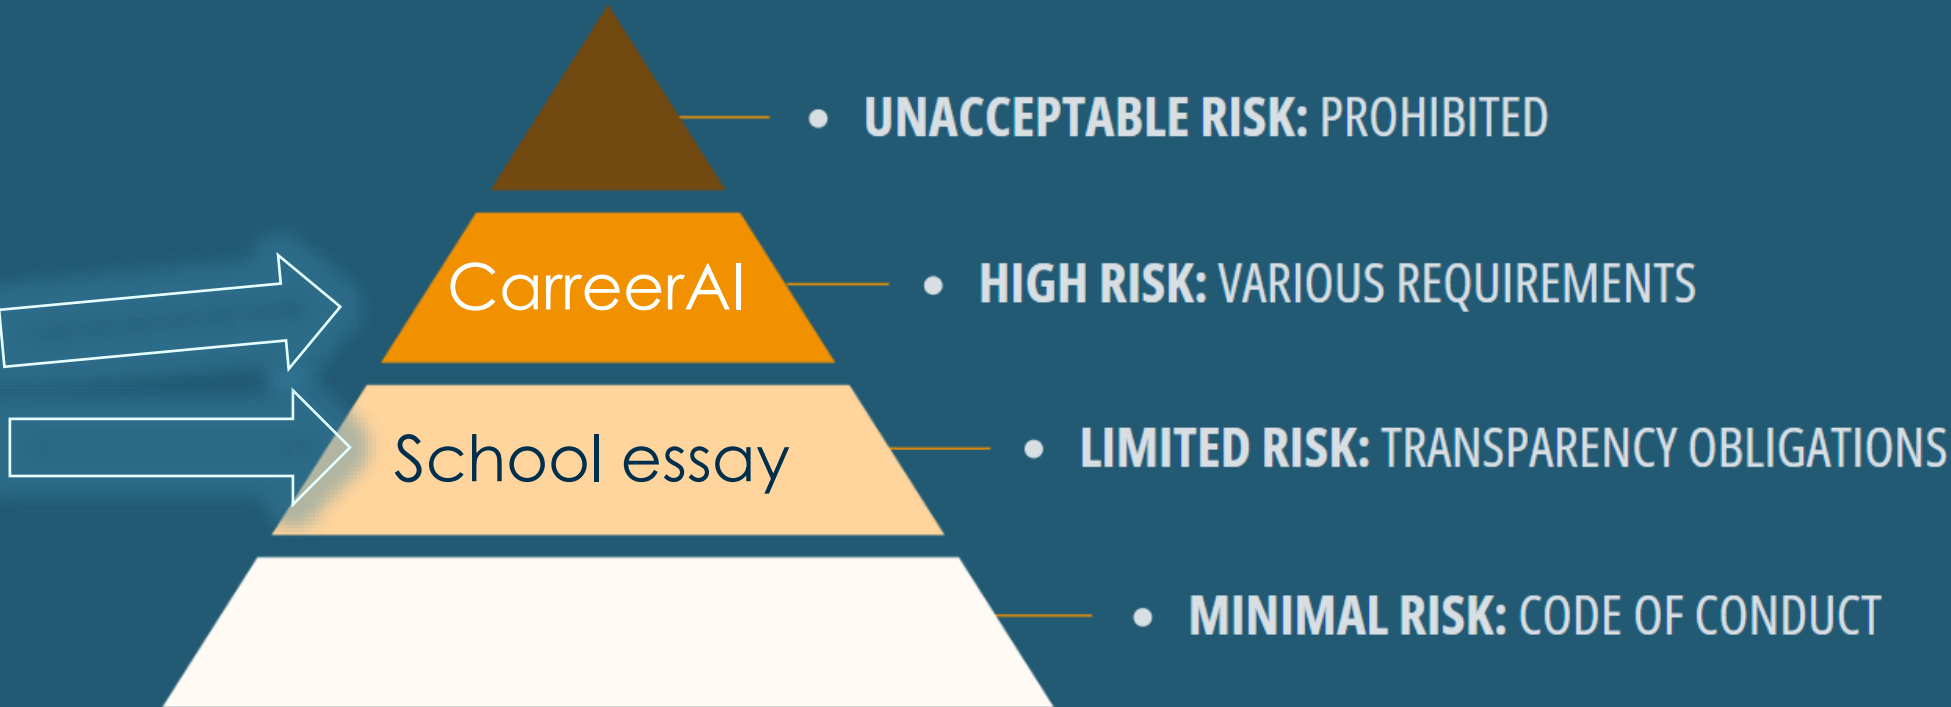 UNACCEPTABLE RISK: PROHIBITED
CarreerAI
HIGH RISK: VARIOUS REQUIREMENTS
School essay
LIMITED RISK: TRANSPARENCY OBLIGATIONS
MINIMAL RISK: CODE OF CONDUCT